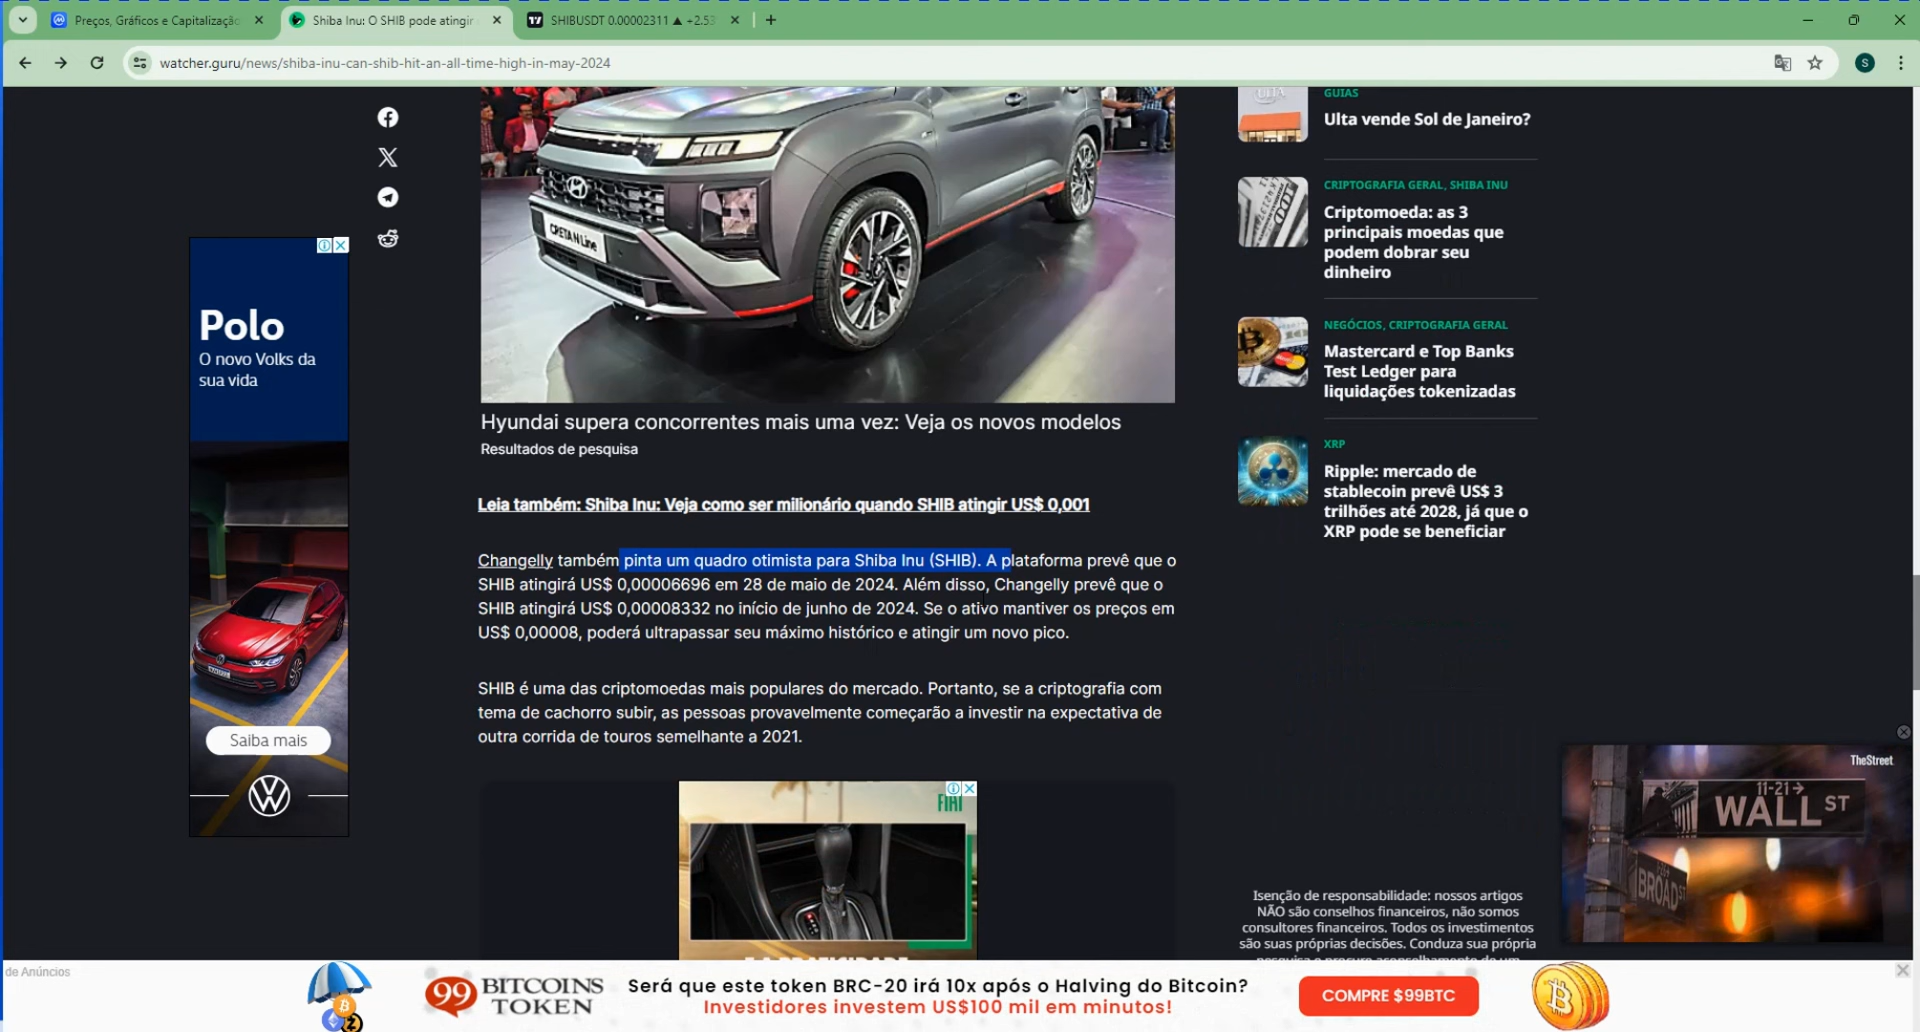 Preços, Gráficos e Capitalização
Shiba Inu: O SHIB pode atingir
SHIBUSDT 0.00002311 ▲ +2.53
watcher.guru/news/shiba-inu-can-shib-hit-an-all-time-high-in-may-2024
S
CRETA N Line
Hyundai supera concorrentes mais uma vez: Veja os novos modelos
Resultados de pesquisa
Leia também: Shiba Inu: Veja como ser milionário quando SHIB atingir US$ 0,001
Changelly também pinta um quadro otimista para Shiba Inu (SHIB). A plataforma prevê que o
SHIB atingirá US$ 0,00006696 em 28 de maio de 2024. Além disso, Changelly prevê que o
SHIB atingirá US$ 0,00008332 no início de junho de 2024. Se o ativo mantiver os preços em
US$ 0,00008, poderá ultrapassar seu máximo histórico e atingir um novo pico.
SHIB é uma das criptomoedas mais populares do mercado. Portanto, se a criptografia com
tema de cachorro subir, as pessoas provavelmente começarão a investir na expectativa de
outra corrida de touros semelhante a 2021.
FIAT
Polo
O novo Volks da
sua vida
Saiba mais
GUIAS
Ulta vende Sol de Janeiro?
CRIPTOGRAFIA GERAL, SHIBA INU
Criptomoeda: as 3
principais moedas que
podem dobrar seu
dinheiro
NEGÓCIOS, CRIPTOGRAFIA GERAL
Mastercard e Top Banks
Test Ledger para
liquidações tokenizadas
XRP
Ripple: mercado de
stablecoin prevê US$ 3
trilhões até 2028, já que o
XRP pode se beneficiar
Isenção de responsabilidade: nossos artigos
NÃO são conselhos financeiros, não somos
consultores financeiros. Todos os investimentos
são suas próprias decisões. Conduza sua própria
TheStreet
11-21→
WALL ST
BROAD ST
de Anúncios
99 BITCOINS
TOKEN
Será que este token BRC-20 irá 10x após o Halving do Bitcoin?
Investidores investem US$100 mil em minutos!
COMPRE $99BTC